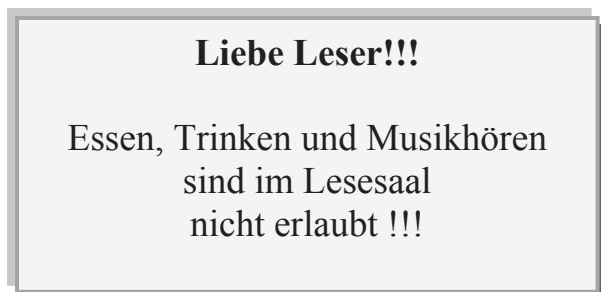 Liebe Leser!!!
Essen, Trinken und Musikhören
sind im Lesesaal
nicht erlaubt !!!